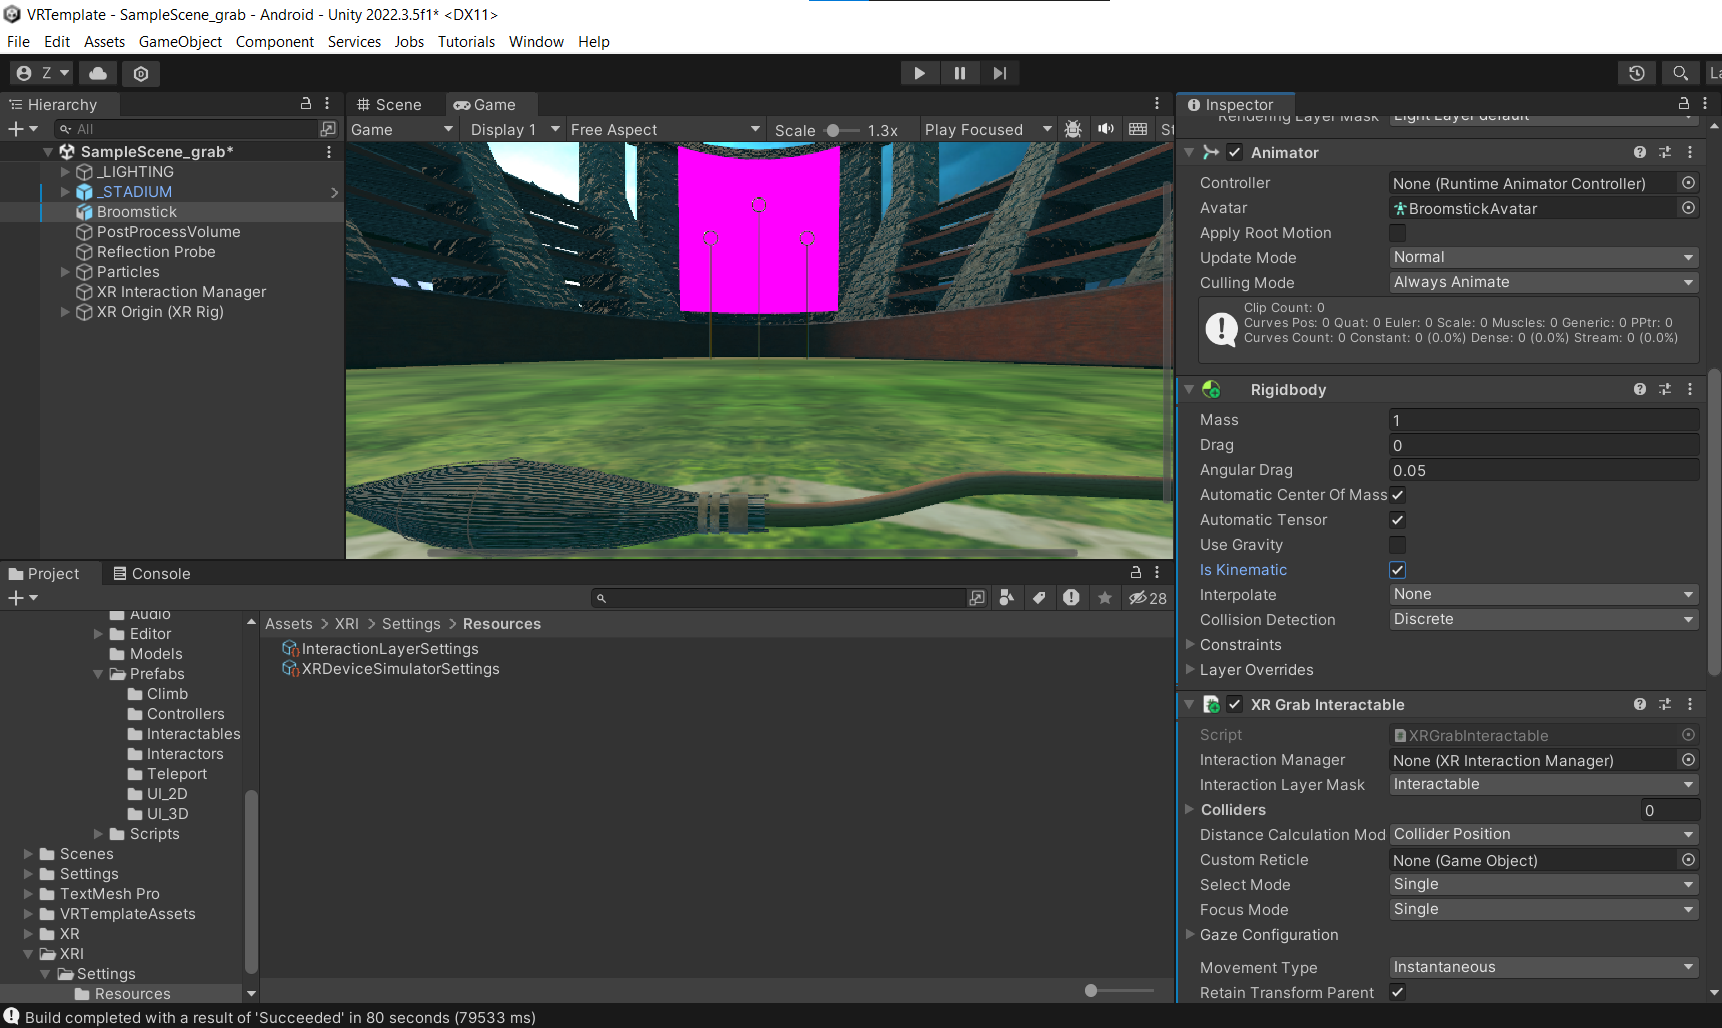 VRTemplate - SampleScene_grab - Android - Unity 2022.3.5f1* <DX11>
File Edit Assets GameObject Component Services Jobs Tutorials Window Help
Z
Hierarchy
All
SampleScene_grab*
_LIGHTING
_STADIUM
Broomstick
PostProcessVolume
Reflection Probe
Particles
XR Interaction Manager
XR Origin (XR Rig)
Scene Game
Game Display 1 Free Aspect Scale 1.3x Play Focused
Inspector
Rendering Layer Mask Light Layer default
Animator
Controller None (Runtime Animator Controller)
Avatar BroomstickAvatar
Apply Root Motion
Update Mode Normal
Culling Mode Always Animate
Clip Count: 0
Curves Pos: 0 Quat: 0 Euler: 0 Scale: 0 Muscles: 0 Generic: 0 PPtr: 0
Curves Count: 0 Constant: 0 (0.0%) Dense: 0 (0.0%) Stream: 0 (0.0%)
Rigidbody
Mass 1
Drag 0
Angular Drag 0.05
Automatic Center Of Mass
Automatic Tensor
Use Gravity
Is Kinematic
Interpolate None
Collision Detection Discrete
Constraints
Layer Overrides
XR Grab Interactable
Script XRGrabInteractable
Interaction Manager None (XR Interaction Manager)
Interaction Layer Mask Interactable
Colliders 0
Distance Calculation Mod Collider Position
Custom Reticle None (Game Object)
Select Mode Single
Focus Mode Single
Gaze Configuration
Movement Type Instantaneous
Retain Transform Parent
Project Console
28
Audio
Editor
Models
Prefabs
Climb
Controllers
Interactables
Interactors
Teleport
UI_2D
UI_3D
Scripts
Scenes
Settings
TextMesh Pro
VRTemplateAssets
XR
XRI
Settings
Resources
Assets > XRI > Settings > Resources
InteractionLayerSettings
XRDeviceSimulatorSettings
Build completed with a result of 'Succeeded' in 80 seconds (79533 ms)